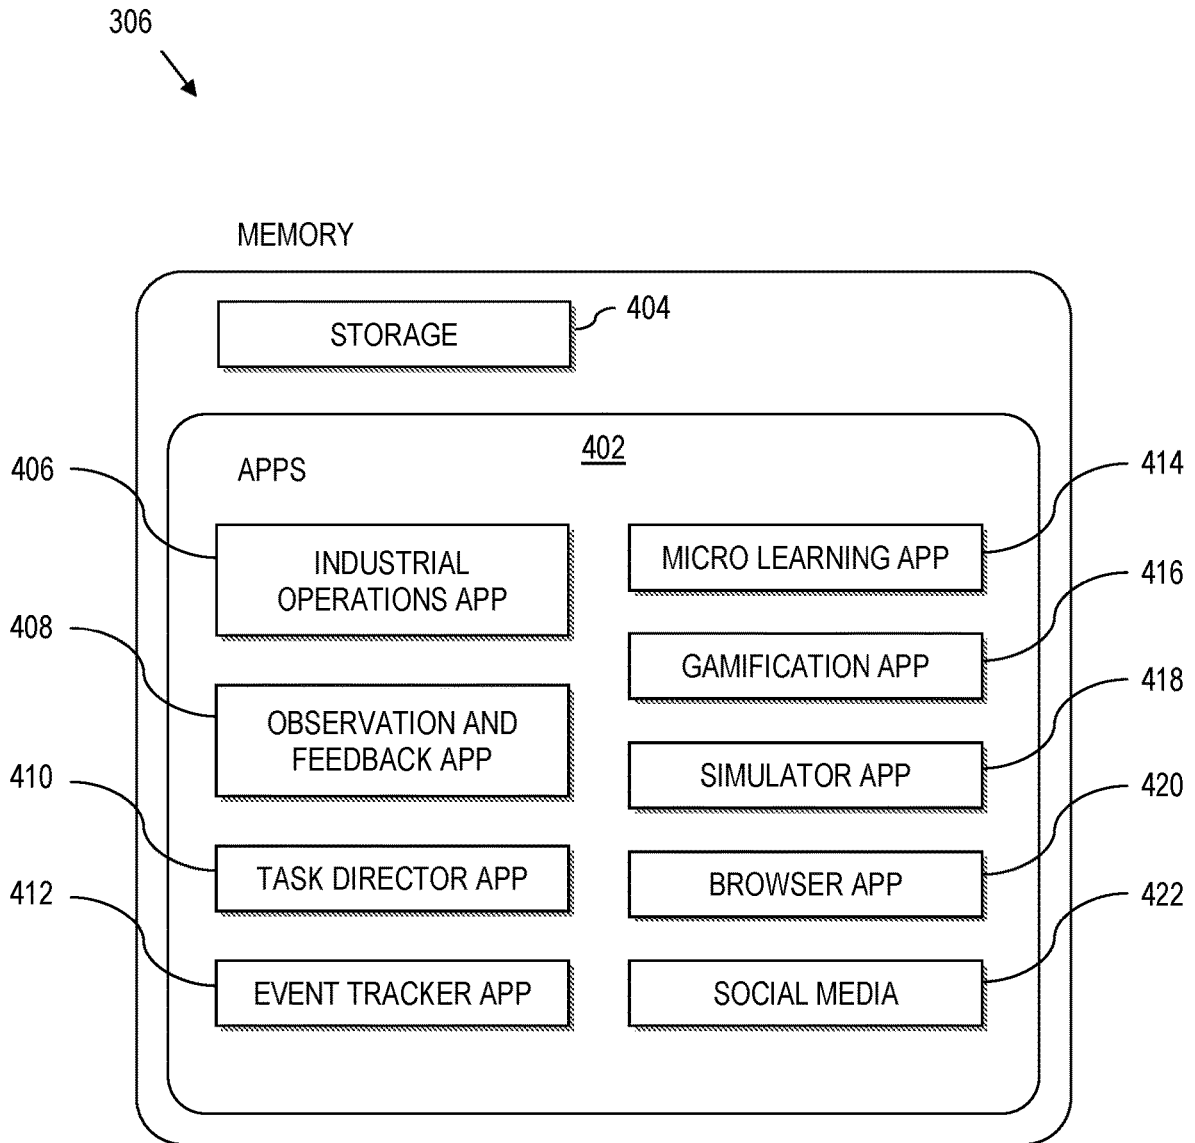 306
MEMORY
STORAGE
404
402
APPS
406
INDUSTRIAL
OPERATIONS APP
408
OBSERVATION AND
FEEDBACK APP
410
TASK DIRECTOR APP
412
EVENT TRACKER APP
414
MICRO LEARNING APP
416
GAMIFICATION APP
418
SIMULATOR APP
420
BROWSER APP
422
SOCIAL MEDIA